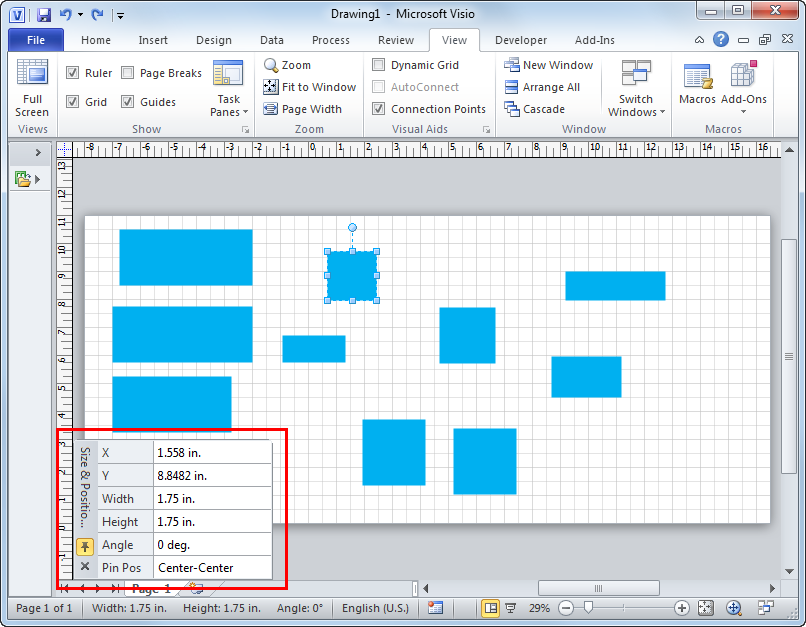 Drawing1 - Microsoft Visio
File Home Insert Design Data Process Review View Developer Add-Ins
Ruler Page Breaks
Grid Guides
Full Screen
Task Panes
Zoom
Fit to Window
Page Width
Dynamic Grid
AutoConnect
Connection Points
New Window
Arrange All
Cascade
Switch Windows
Macros Add-Ons
Views Show Zoom Visual Aids Window Macros
-8 -7 -6 -5 -4 -3 -2 -1 0 1 2 3 4 5 6 7 8 9 10 11 12 13 14 15 16
13
12
11
10
9
8
7
6
5
4
3
2
1
0
-1
Size & Positio...
X 1.558 in.
Y 8.8482 in.
Width 1.75 in.
Height 1.75 in.
Angle 0 deg.
Pin Pos Center-Center
Page 1
Page 1 of 1 Width: 1.75 in. Height: 1.75 in. Angle: 0° English (U.S.) 29%